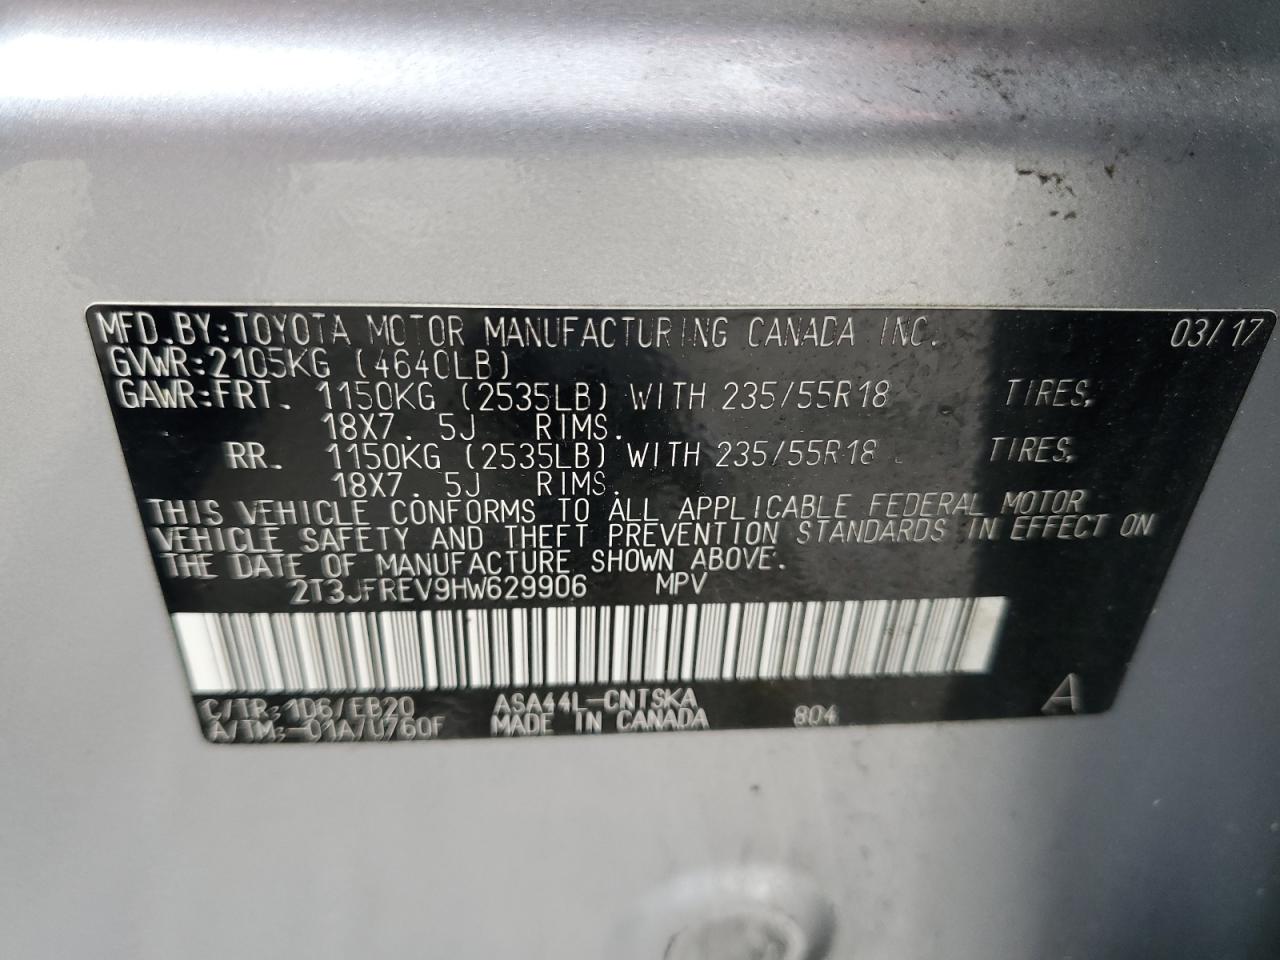 MFD.BY:TOYOTA MOTOR MANUFACTURING CANADA INC. 03/17
GVWR:2105KG (4640LB)
GAWR:FRT. 1150KG (2535LB) WITH 235/55R18 TIRES,
18X7.5J RIMS.
RR. 1150KG (2535LB) WITH 235/55R18 TIRES,
18X7.5J RIMS.
THIS VEHICLE CONFORMS TO ALL APPLICABLE FEDERAL MOTOR
VEHICLE SAFETY AND THEFT PREVENTION STANDARDS IN EFFECT ON
THE DATE OF MANUFACTURE SHOWN ABOVE.
2T3JFREV9HW629906 MPV
C/TR: 1D6/EB20 ASA44L-CNTSKA
A/TM: -01A/U760F MADE IN CANADA 804 A